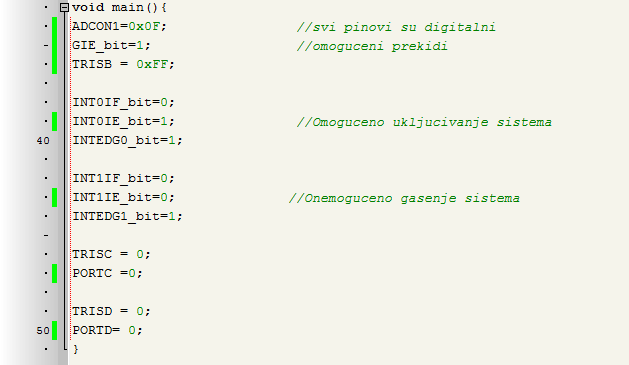 void main(){
ADCON1=0x0F; //svi pinovi su digitalni
GIE_bit=1; //omoguceni prekidi
TRISB = 0xFF;
INT0IF_bit=0;
INT0IE_bit=1; //Omoguceno ukljucivanje sistema
40 INTEDG0_bit=1;
INT1IF_bit=0;
INT1IE_bit=0; //Onemoguceno gasenje sistema
INTEDG1_bit=1;
TRISC = 0;
PORTC =0;
TRISD = 0;
50 PORTD= 0;
}